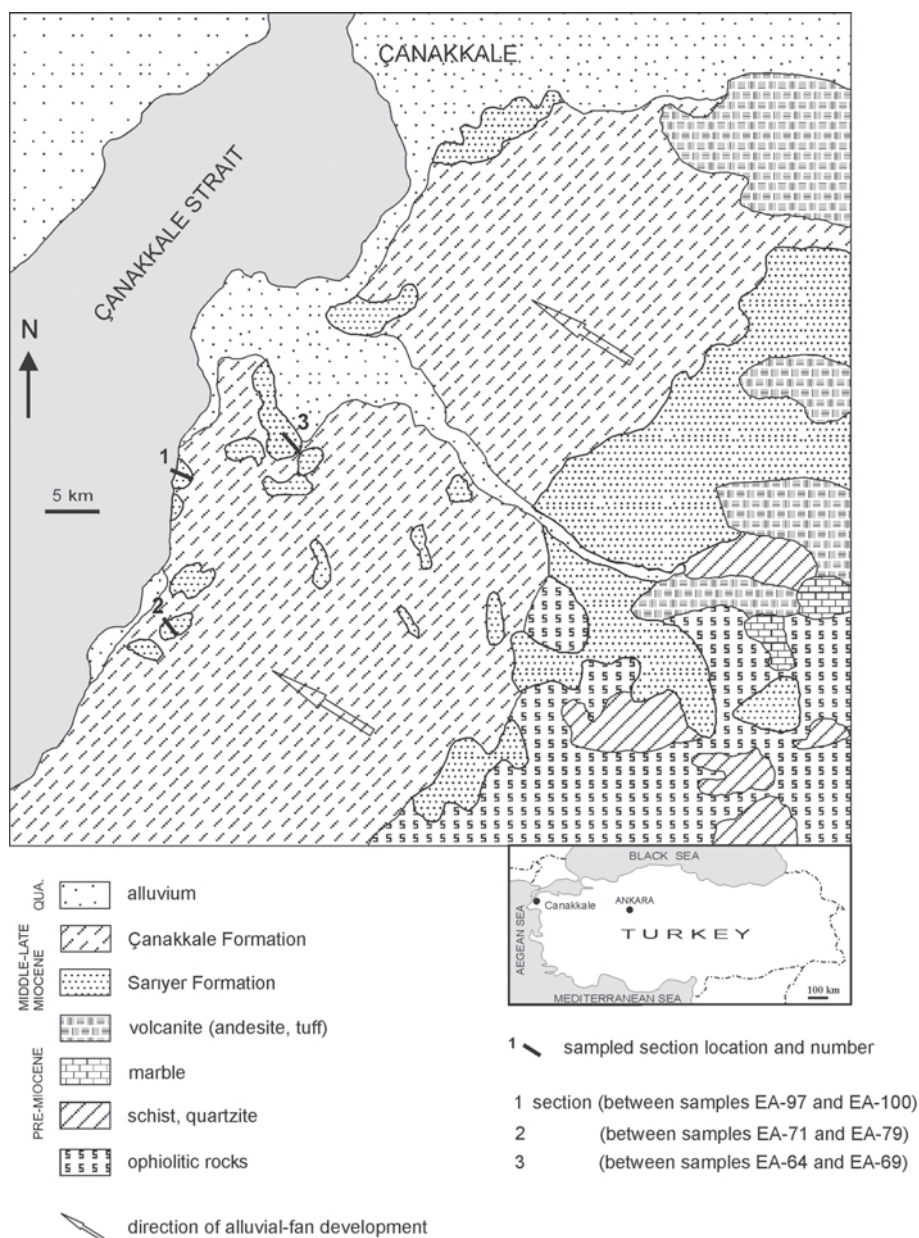 ÇANAKKALE
ÇANAKKALE STRAIT
N
3
1
5 km
2
QUA.
alluvium
MIDDLE-LATE
MIOCENE
Çanakkale Formation
Sarıyer Formation
volcanite (andesite, tuff)
PRE-MIOCENE
marble
schist, quartzite
ophiolitic rocks
direction of alluvial-fan development
BLACK SEA
Canakkale
ANKARA
AEGEAN SEA
TURKEY
MEDITERRANEAN SEA
100 km
1 sampled section location and number
1 section (between samples EA-97 and EA-100)
2 (between samples EA-71 and EA-79)
3 (between samples EA-64 and EA-69)